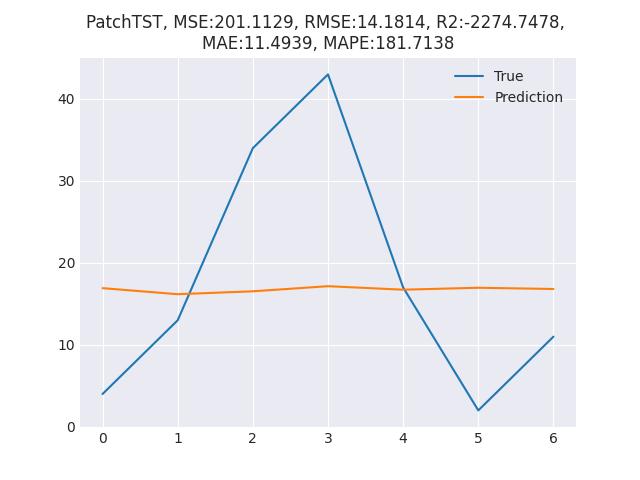 PatchTST, MSE:201.1129, RMSE:14.1814, R2:-2274.7478,
MAE:11.4939, MAPE:181.7138
True
Prediction
40
30
20
10
0
0 1 2 3 4 5 6